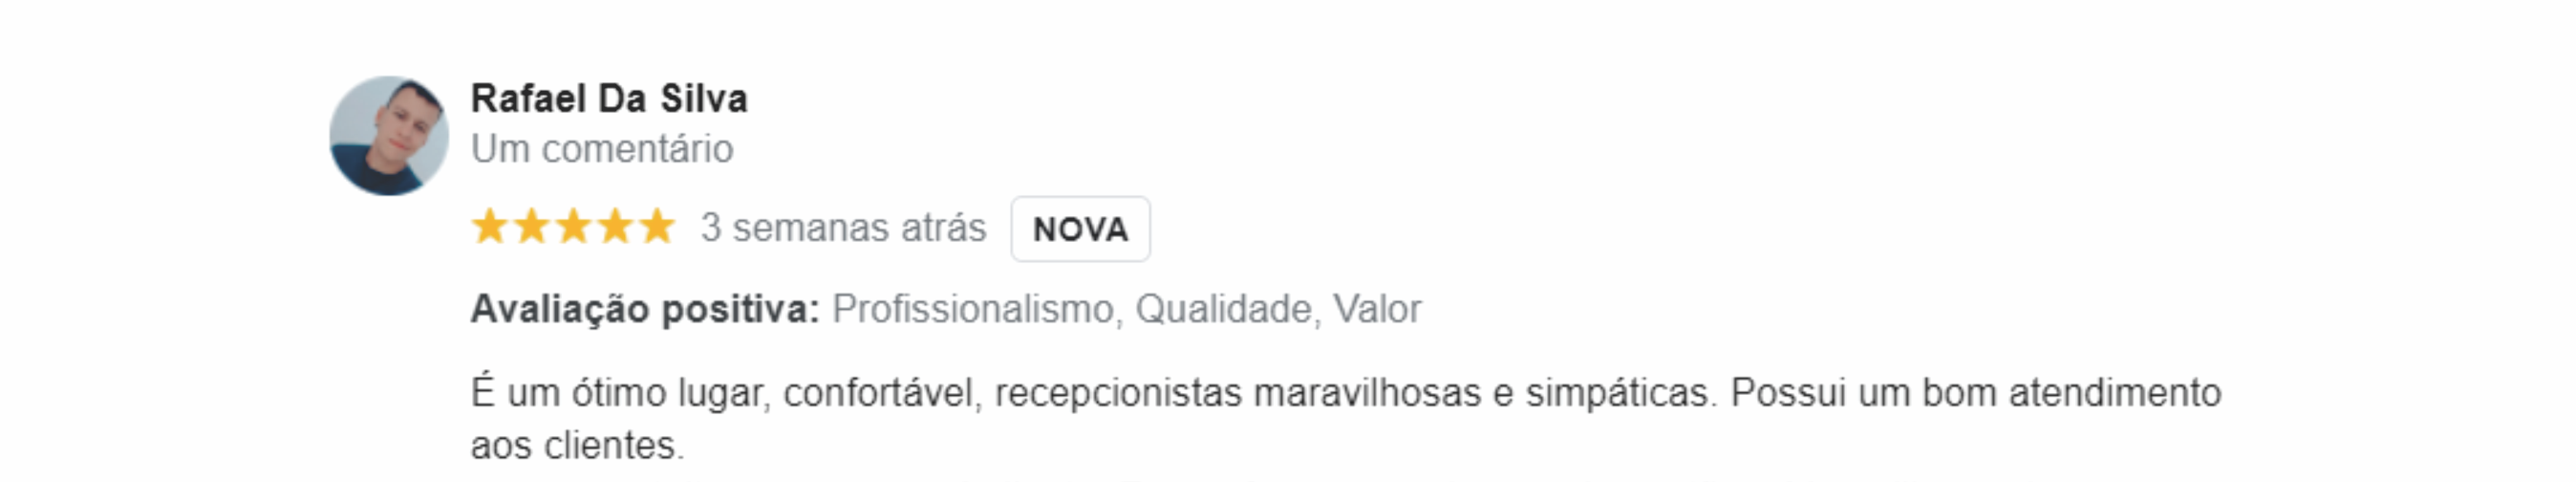 Rafael Da Silva
Um comentário
3 semanas atrás NOVA
Avaliação positiva: Profissionalismo, Qualidade, Valor
É um ótimo lugar, confortável, recepcionistas maravilhosas e simpáticas. Possui um bom atendimento
aos clientes.